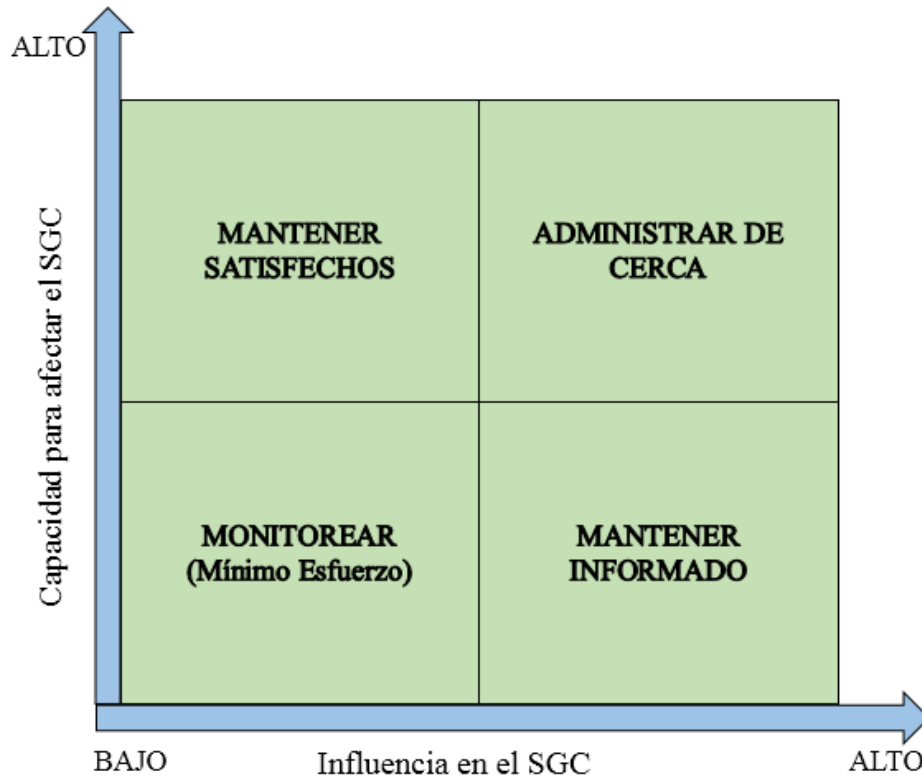 ALTO
MANTENER
SATISFECHOS
ADMINISTRAR DE
CERCA
Capacidad para afectar el SGC
MONITOREAR
(Mínimo Esfuerzo)
MANTENER
INFORMADO
BAJO
Influencia en el SGC
ALTO